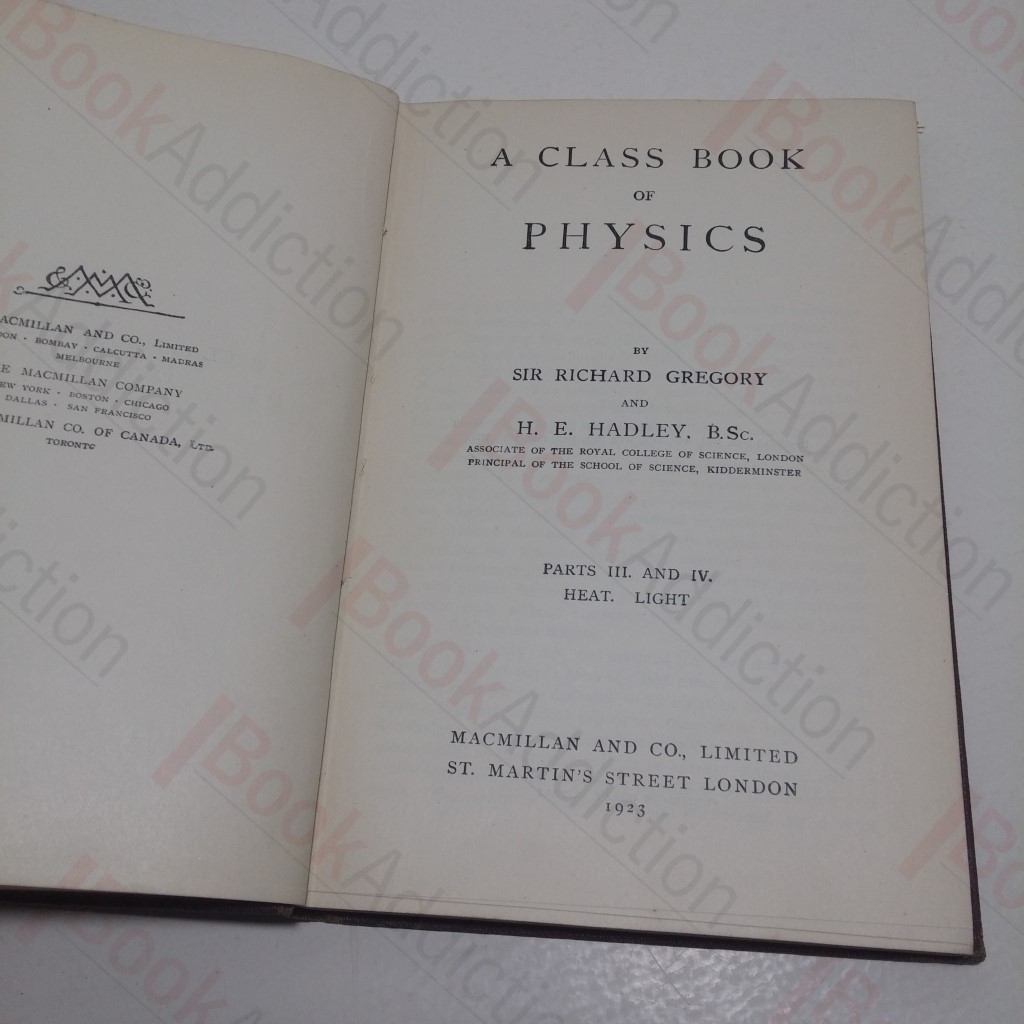 MACMILLAN AND CO., LIMITED
BOMBAY · CALCUTTA · MADRAS
MELBOURNE
MACMILLAN COMPANY
YORK · BOSTON · CHICAGO
DALLAS · SAN FRANCISCO
CO. OF CANADA, LTD.
TORONTO
A CLASS BOOK
OF
PHYSICS
BY
SIR RICHARD GREGORY
AND
H. E. HADLEY, B.Sc.
ASSOCIATE OF THE ROYAL COLLEGE OF SCIENCE, LONDON
PRINCIPAL OF THE SCHOOL OF SCIENCE, KIDDERMINSTER
PARTS III. AND IV.
HEAT. LIGHT
MACMILLAN AND CO., LIMITED
ST. MARTIN'S STREET LONDON
1923
BookAddiction